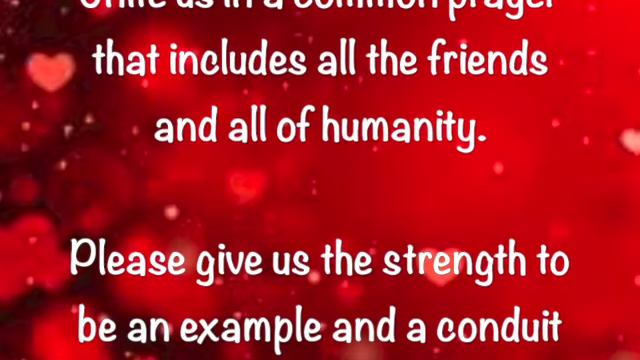 Unite us in a common prayer
that includes all the friends
and all of humanity.
Please give us the strength to
be an example and a conduit